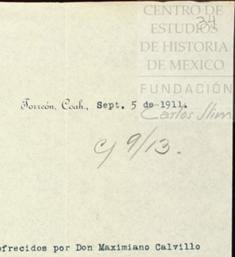 CENTRO DE
ESTUDIOS
DE HISTORIA
DE MEXICO
FUNDACIÓN
Carlos Slim
34
Torreón, Coah., Sept. 5 de 1911.
9/13.
ofrecidos por Don Maximiano Calvillo